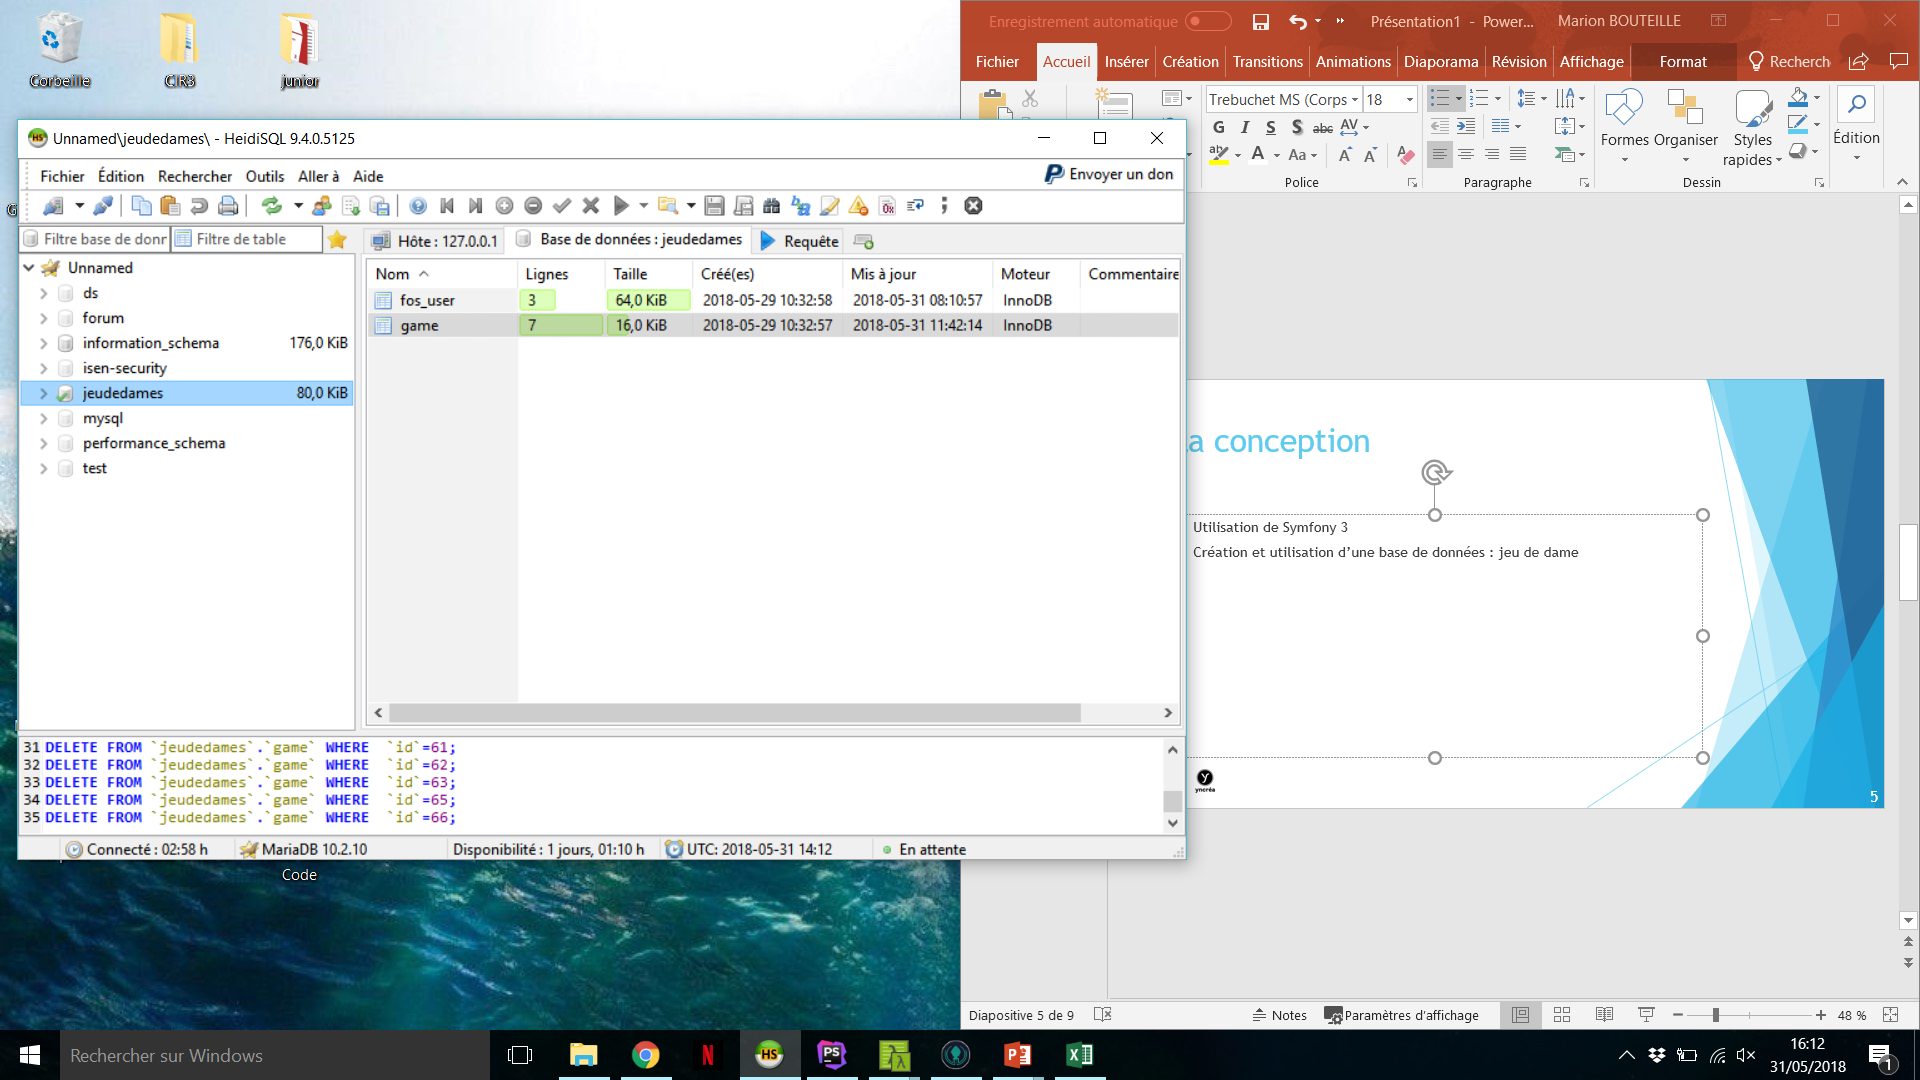 Corbeille
CIR3
junior
Unnamed\jeudedames\ - HeidiSQL 9.4.0.5125
Fichier Édition Rechercher Outils Aller à Aide
Envoyer un don
Filtre base de donr Filtre de table
Hôte : 127.0.0.1 Base de données : jeudedames Requête
Unnamed
ds
forum
information_schema 176,0 KiB
isen-security
jeudedames 80,0 KiB
mysql
performance_schema
test
Nom Lignes Taille Créé(es) Mis à jour Moteur Commentaire
fos_user 3 64,0 KiB 2018-05-29 10:32:58 2018-05-31 08:10:57 InnoDB
game 7 16,0 KiB 2018-05-29 10:32:57 2018-05-31 11:42:14 InnoDB
31 DELETE FROM `jeudedames`.`game` WHERE `id`=61;
32 DELETE FROM `jeudedames`.`game` WHERE `id`=62;
33 DELETE FROM `jeudedames`.`game` WHERE `id`=63;
34 DELETE FROM `jeudedames`.`game` WHERE `id`=65;
35 DELETE FROM `jeudedames`.`game` WHERE `id`=66;
Connecté : 02:58 h MariaDB 10.2.10 Disponibilité : 1 jours, 01:10 h UTC: 2018-05-31 14:12 En attente
Code
Enregistrement automatique Présentation1 - Power... Marion BOUTEILLE
Fichier Accueil Insérer Création Transitions Animations Diaporama Révision Affichage Format Recherch
Trebuchet MS (Corps 18
G I S S abc AV
A Aa A A
Formes Organiser Styles rapides Édition
Police Paragraphe Dessin
a conception
Utilisation de Symfony 3
Création et utilisation d’une base de données : jeu de dame
yncréa
5
Diapositive 5 de 9 Notes Paramètres d’affichage 48 %
Rechercher sur Windows
16:12
31/05/2018
1